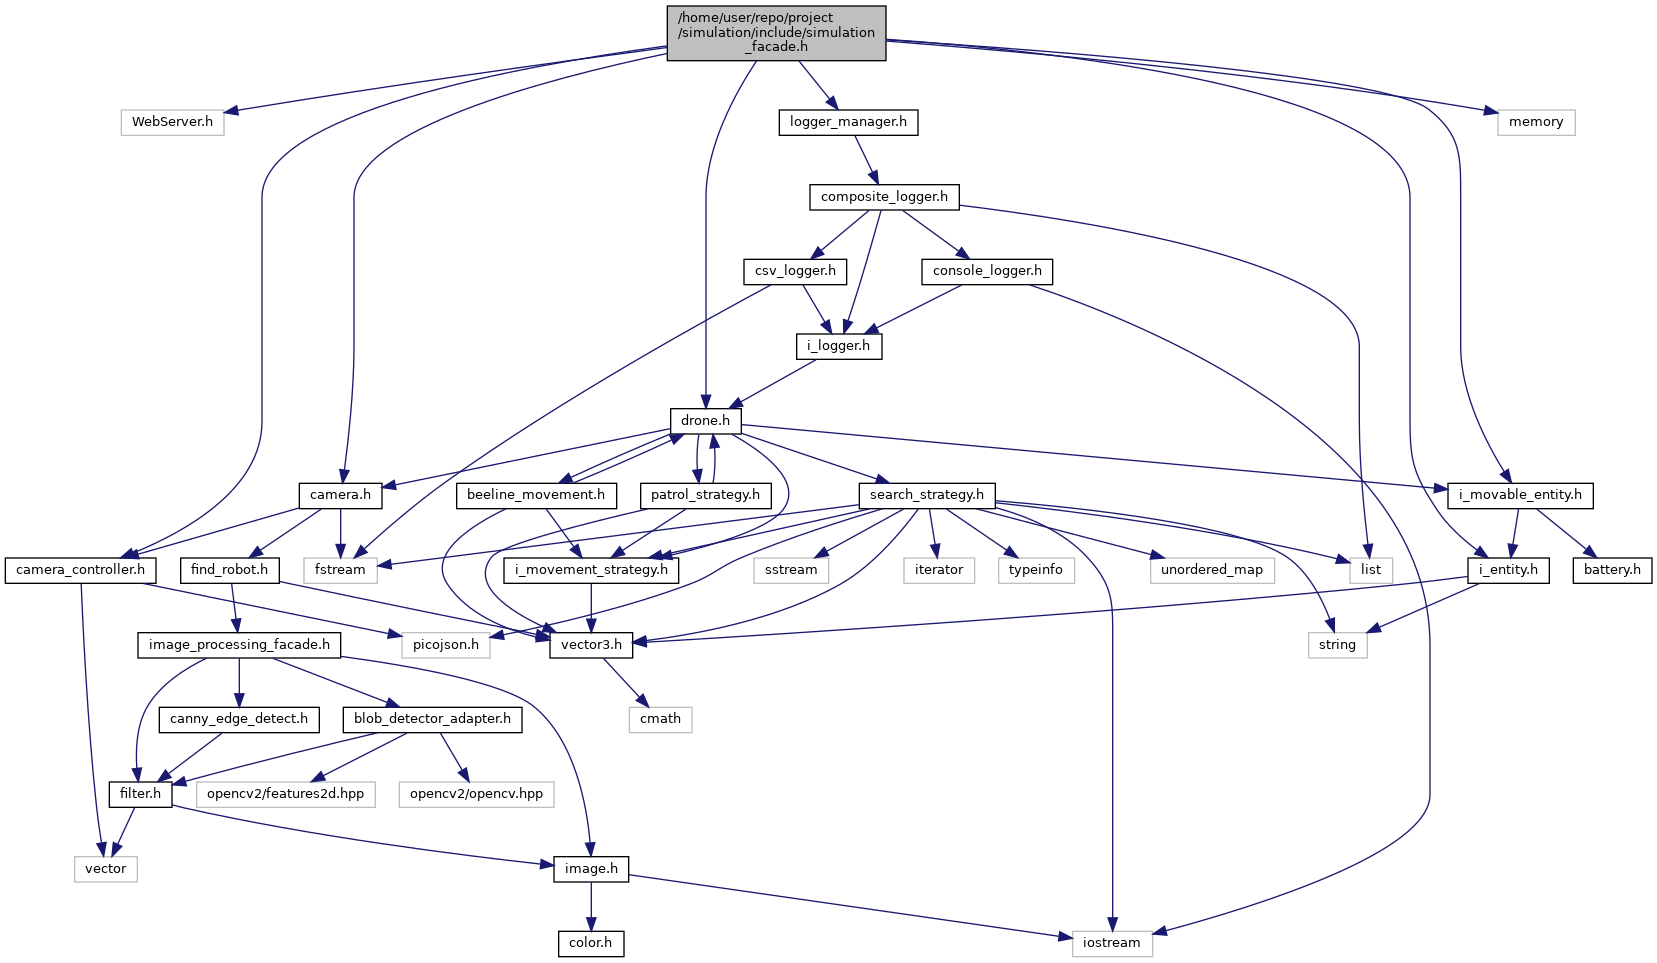 /home/user/repo/project
/simulation/include/simulation
_facade.h
WebServer.h
logger_manager.h
memory
composite_logger.h
csv_logger.h
console_logger.h
i_logger.h
drone.h
camera.h
beeline_movement.h
patrol_strategy.h
search_strategy.h
i_movable_entity.h
camera_controller.h
find_robot.h
fstream
i_movement_strategy.h
sstream
iterator
typeinfo
unordered_map
list
i_entity.h
battery.h
image_processing_facade.h
picojson.h
vector3.h
string
canny_edge_detect.h
blob_detector_adapter.h
cmath
filter.h
opencv2/features2d.hpp
opencv2/opencv.hpp
vector
image.h
color.h
iostream